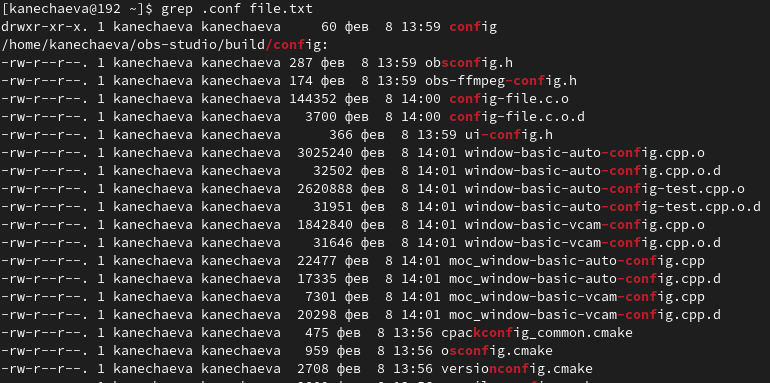 [kanechaeva@192 ~]$ grep .conf file.txt
drwxr-xr-x. 1 kanechaeva kanechaeva      60 фев  8 13:59 config
/home/kanechaeva/obs-studio/build/config:
-rw-r--r--. 1 kanechaeva kanechaeva 287 фев  8 13:59 obsconfig.h
-rw-r--r--. 1 kanechaeva kanechaeva 174 фев  8 13:59 obs-ffmpeg-config.h
-rw-r--r--. 1 kanechaeva kanechaeva 144352 фев  8 14:00 config-file.c.o
-rw-r--r--. 1 kanechaeva kanechaeva   3700 фев  8 14:00 config-file.c.o.d
-rw-r--r--. 1 kanechaeva kanechaeva      366 фев  8 13:59 ui-config.h
-rw-r--r--. 1 kanechaeva kanechaeva  3025240 фев  8 14:01 window-basic-auto-config.cpp.o
-rw-r--r--. 1 kanechaeva kanechaeva    32502 фев  8 14:01 window-basic-auto-config.cpp.o.d
-rw-r--r--. 1 kanechaeva kanechaeva  2620888 фев  8 14:01 window-basic-auto-config-test.cpp.o
-rw-r--r--. 1 kanechaeva kanechaeva    31951 фев  8 14:01 window-basic-auto-config-test.cpp.o.d
-rw-r--r--. 1 kanechaeva kanechaeva  1842840 фев  8 14:01 window-basic-vcam-config.cpp.o
-rw-r--r--. 1 kanechaeva kanechaeva    31646 фев  8 14:01 window-basic-vcam-config.cpp.o.d
-rw-r--r--. 1 kanechaeva kanechaeva  22477 фев  8 14:01 moc_window-basic-auto-config.cpp
-rw-r--r--. 1 kanechaeva kanechaeva  17335 фев  8 14:01 moc_window-basic-auto-config.cpp.d
-rw-r--r--. 1 kanechaeva kanechaeva   7301 фев  8 14:01 moc_window-basic-vcam-config.cpp
-rw-r--r--. 1 kanechaeva kanechaeva  20298 фев  8 14:01 moc_window-basic-vcam-config.cpp.d
-rw-r--r--. 1 kanechaeva kanechaeva   475 фев  8 13:56 cpackconfig_common.cmake
-rw-r--r--. 1 kanechaeva kanechaeva   959 фев  8 13:56 osconfig.cmake
-rw-r--r--. 1 kanechaeva kanechaeva  2708 фев  8 13:56 versionconfig.cmake